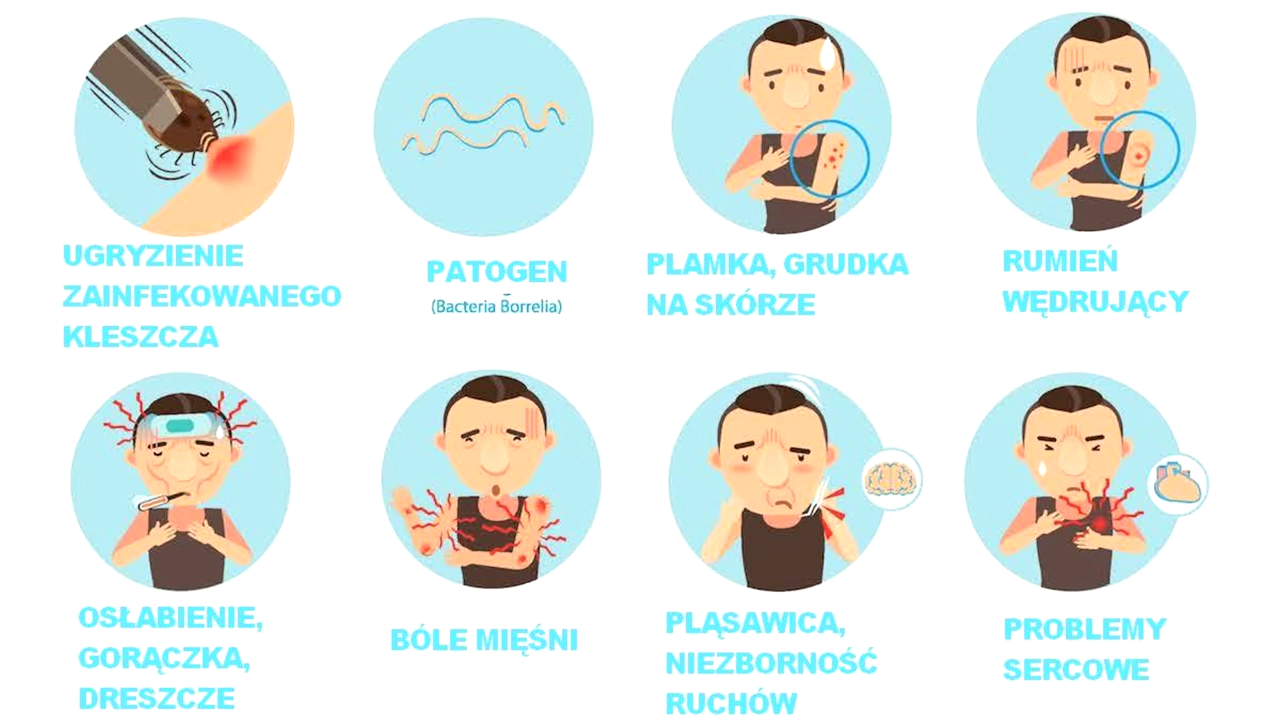 UGRYZIENIE
ZAINFEKOWANEGO
KLESZCZA
PATOGEN
(Bacteria Borrelia)
PLAMKA, GRUDKA
NA SKÓRZE
RUMIEŃ
WĘDRUJĄCY
OSŁABIENIE,
GORĄCZKA,
DRESZCZE
BÓLE MIĘŚNI
PLĄSAWICA,
NIEZBORNOŚĆ
RUCHÓW
PROBLEMY
SERCOWE